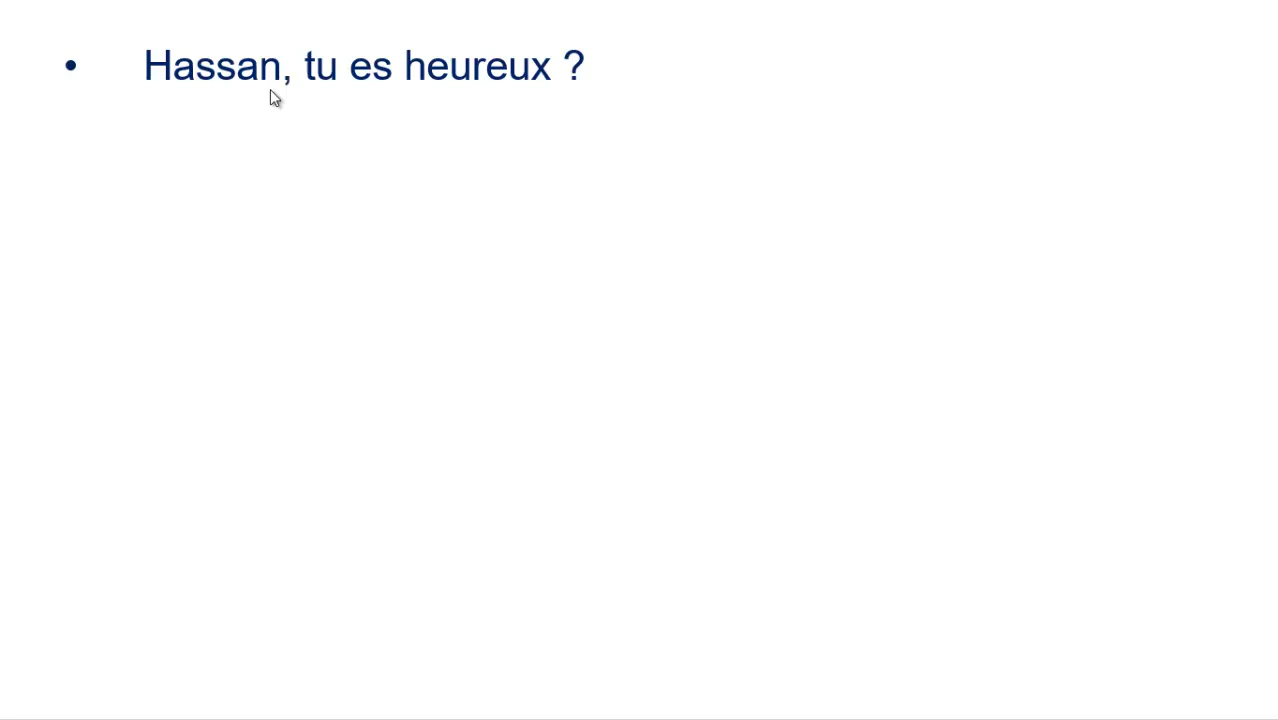 • Hassan, tu es heureux ?